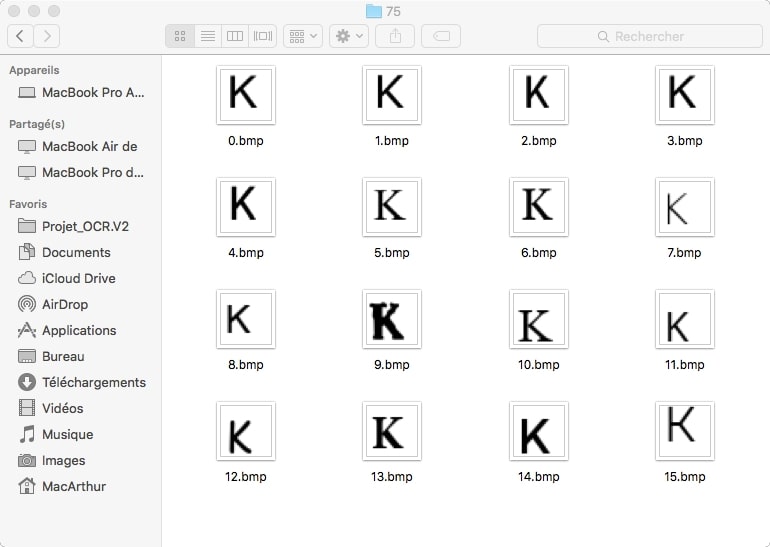 75
Rechercher
Appareils
MacBook Pro A...
Partagé(s)
MacBook Air de
MacBook Pro d...
Favoris
Projet_OCR.V2
Documents
iCloud Drive
AirDrop
Applications
Bureau
Téléchargements
Vidéos
Musique
Images
MacArthur
K K K K
0.bmp 1.bmp 2.bmp 3.bmp
K K K K
4.bmp 5.bmp 6.bmp 7.bmp
K K K K
8.bmp 9.bmp 10.bmp 11.bmp
K K K K
12.bmp 13.bmp 14.bmp 15.bmp